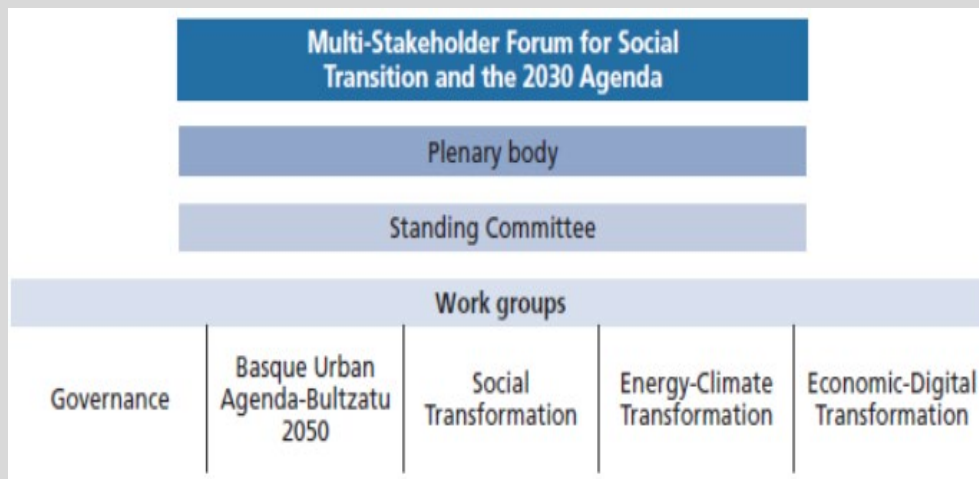 Multi-Stakeholder Forum for Social
Transition and the 2030 Agenda
Plenary body
Standing Committee
Work groups
Governance
Basque Urban
Agenda-Bultzatu
2050
Social
Transformation
Energy-Climate
Transformation
Economic-Digital
Transformation